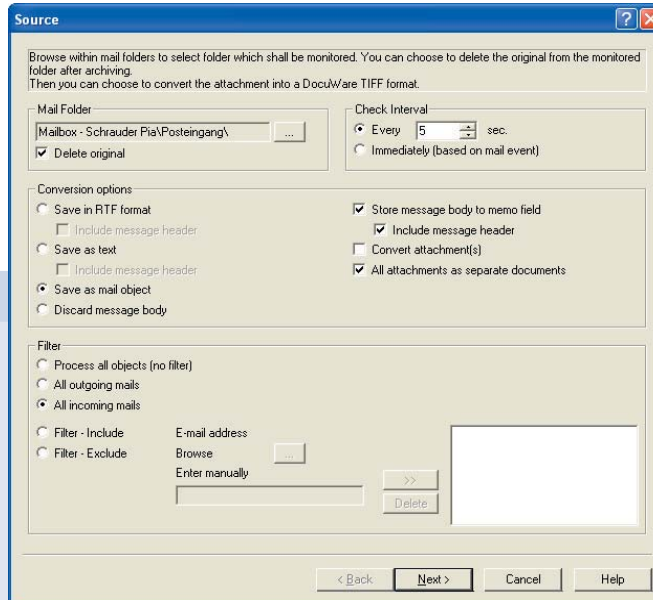 Source
Browse within mail folders to select folder which shall be monitored. You can choose to delete the original from the monitored
folder after archiving.
Then you can choose to convert the attachment into a DocuWare TIFF format.
Mail Folder
Mailbox - Schrauder Pia\Posteingang\ ...
Delete original
Check Interval
Every 5 sec.
Immediately (based on mail event)
Conversion options
Save in RTF format
Include message header
Save as text
Include message header
Save as mail object
Discard message body
Store message body to memo field
Include message header
Convert attachment(s)
All attachments as separate documents
Filter
Process all objects (no filter)
All outgoing mails
All incoming mails
Filter - Include
Filter - Exclude
E-mail address
Browse ...
Enter manually
>>
Delete
< Back Next > Cancel Help